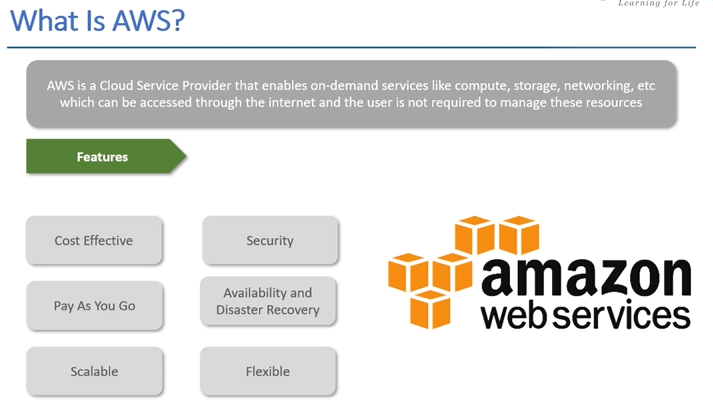 Learning for Life
What Is AWS?
AWS is a Cloud Service Provider that enables on-demand services like compute, storage, networking, etc
which can be accessed through the internet and the user is not required to manage these resources
Features
Cost Effective
Security
Pay As You Go
Availability and
Disaster Recovery
Scalable
Flexible
amazon
webservices